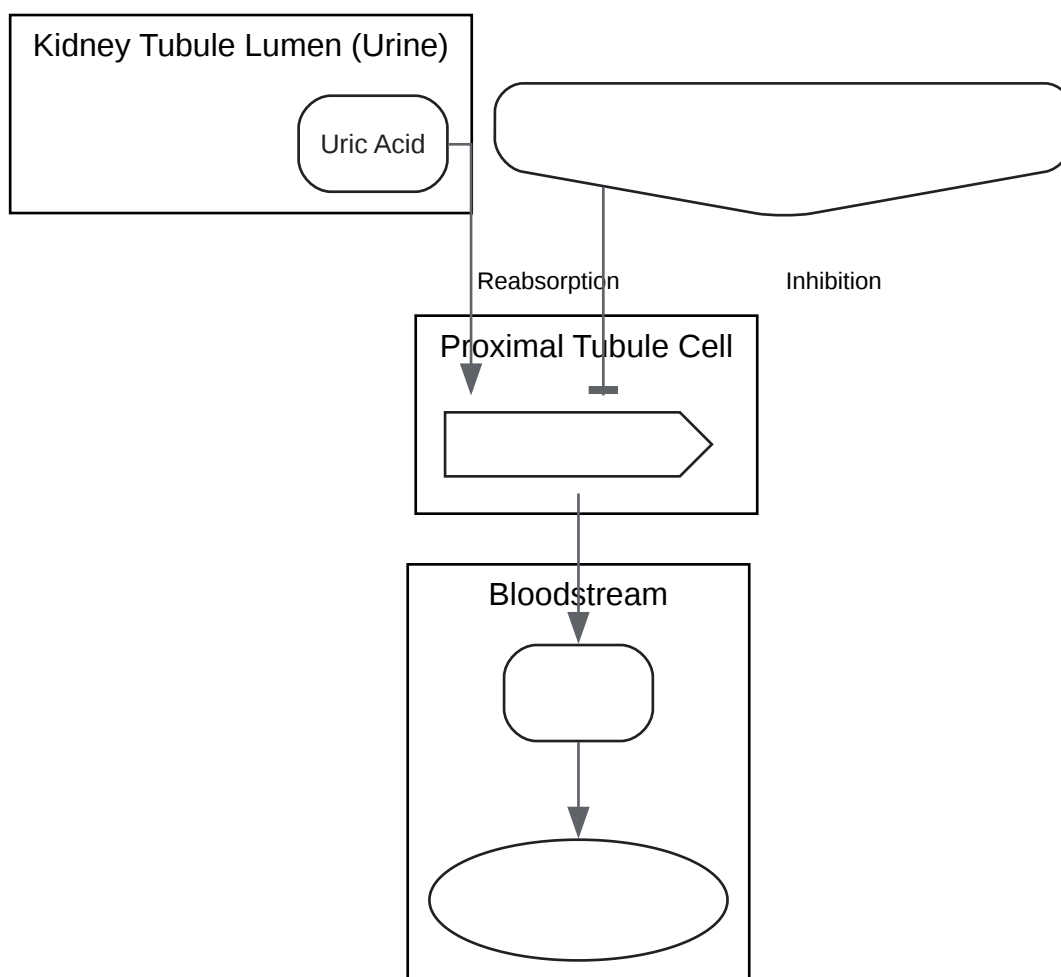 Kidney Tubule Lumen (Urine)
Uric Acid
Reabsorption
Inhibition
Proximal Tubule Cell
Bloodstream